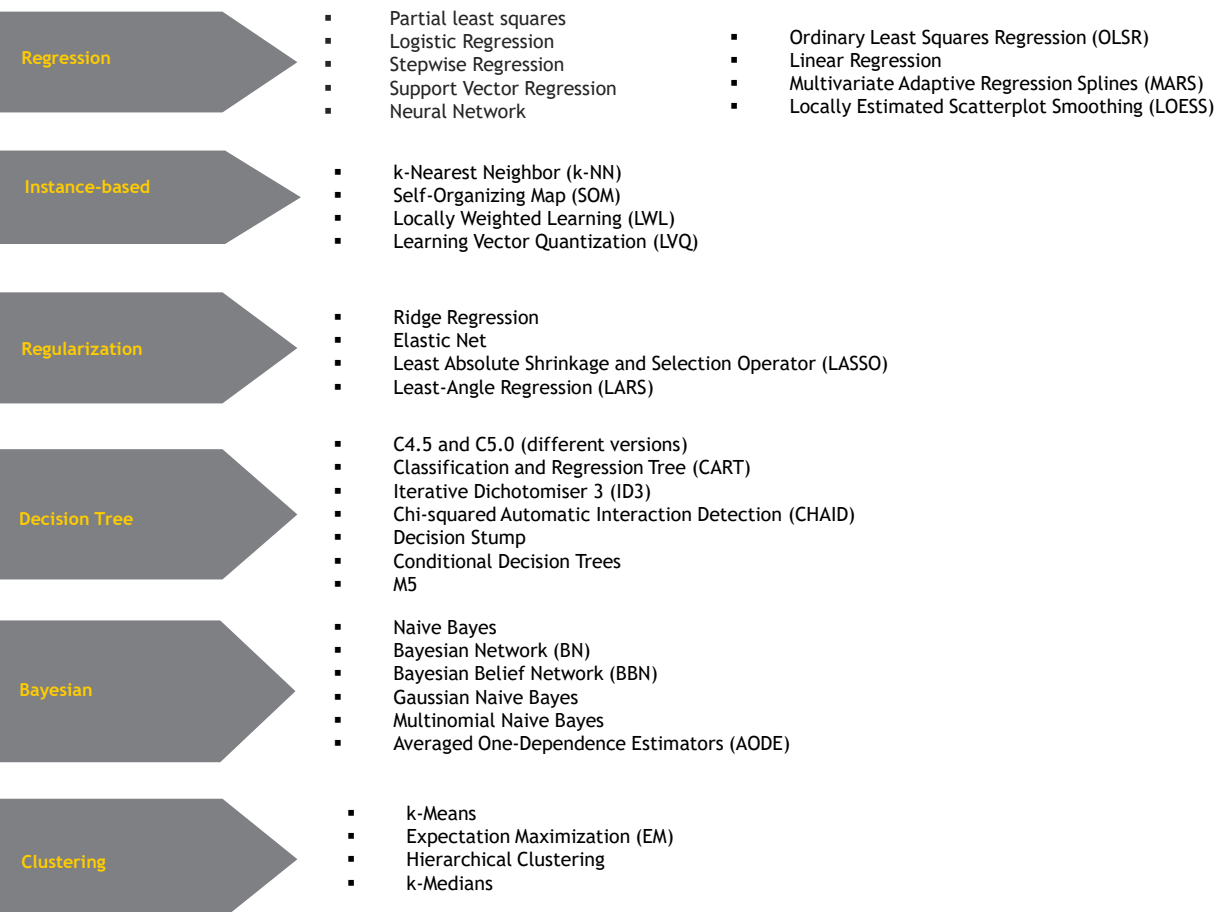 Regression
▪ Partial least squares
▪ Logistic Regression
▪ Stepwise Regression
▪ Support Vector Regression
▪ Neural Network
▪ Ordinary Least Squares Regression (OLSR)
▪ Linear Regression
▪ Multivariate Adaptive Regression Splines (MARS)
▪ Locally Estimated Scatterplot Smoothing (LOESS)
Instance-based
▪ k-Nearest Neighbor (k-NN)
▪ Self-Organizing Map (SOM)
▪ Locally Weighted Learning (LWL)
▪ Learning Vector Quantization (LVQ)
Regularization
▪ Ridge Regression
▪ Elastic Net
▪ Least Absolute Shrinkage and Selection Operator (LASSO)
▪ Least-Angle Regression (LARS)
Decision Tree
▪ C4.5 and C5.0 (different versions)
▪ Classification and Regression Tree (CART)
▪ Iterative Dichotomiser 3 (ID3)
▪ Chi-squared Automatic Interaction Detection (CHAID)
▪ Decision Stump
▪ Conditional Decision Trees
▪ M5
Bayesian
▪ Naive Bayes
▪ Bayesian Network (BN)
▪ Bayesian Belief Network (BBN)
▪ Gaussian Naive Bayes
▪ Multinomial Naive Bayes
▪ Averaged One-Dependence Estimators (AODE)
Clustering
▪ k-Means
▪ Expectation Maximization (EM)
▪ Hierarchical Clustering
▪ k-Medians